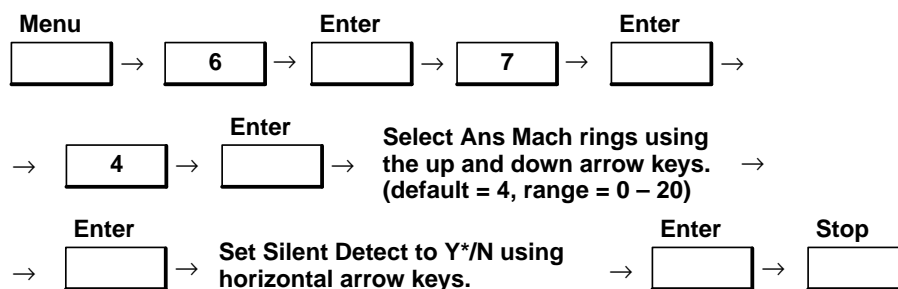 Menu Enter Enter
→ 6 → → 7 → →
Enter
→ 4 → → Select Ans Mach rings using
the up and down arrow keys. →
(default = 4, range = 0 – 20)
Enter Enter Stop
→ → Set Silent Detect to Y*/N using → →
horizontal arrow keys.